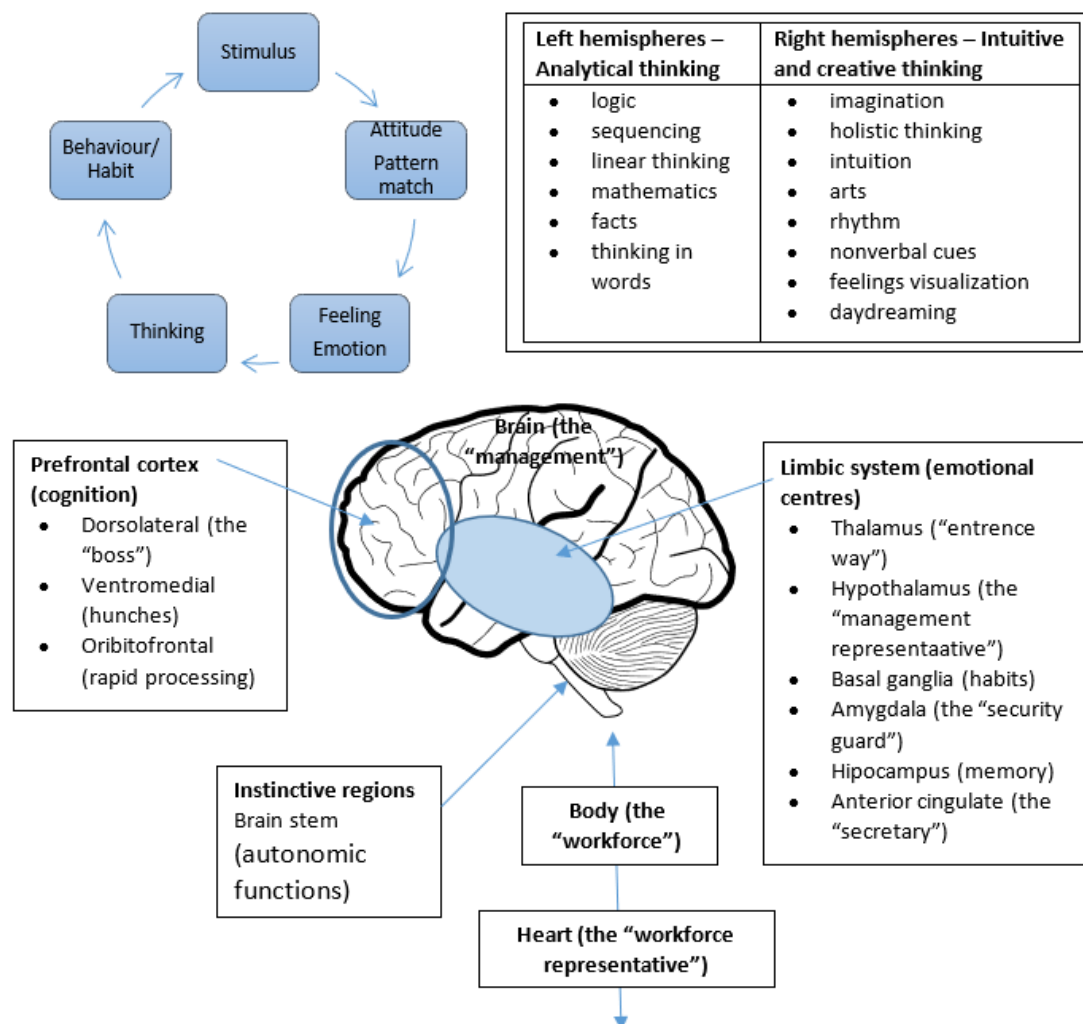 Stimulus
Attitude
Pattern
match
Feeling
Emotion
Thinking
Behaviour/
Habit
Left hemispheres –
Analytical thinking
• logic
• sequencing
• linear thinking
• mathematics
• facts
• thinking in
words
Right hemispheres – Intuitive
and creative thinking
• imagination
• holistic thinking
• intuition
• arts
• rhythm
• nonverbal cues
• feelings visualization
• daydreaming
Brain (the
“management”)
Prefrontal cortex
(cognition)
• Dorsolateral (the
“boss”)
• Ventromedial
(hunches)
• Oribitofrontal
(rapid processing)
Limbic system (emotional
centres)
• Thalamus (“entrence
way”)
• Hypothalamus (the
“management
representaative”)
• Basal ganglia (habits)
• Amygdala (the “security
guard”)
• Hipocampus (memory)
• Anterior cingulate (the
“secretary”)
Instinctive regions
Brain stem
(autonomic
functions)
Body (the
“workforce”)
Heart (the “workforce
representative”)